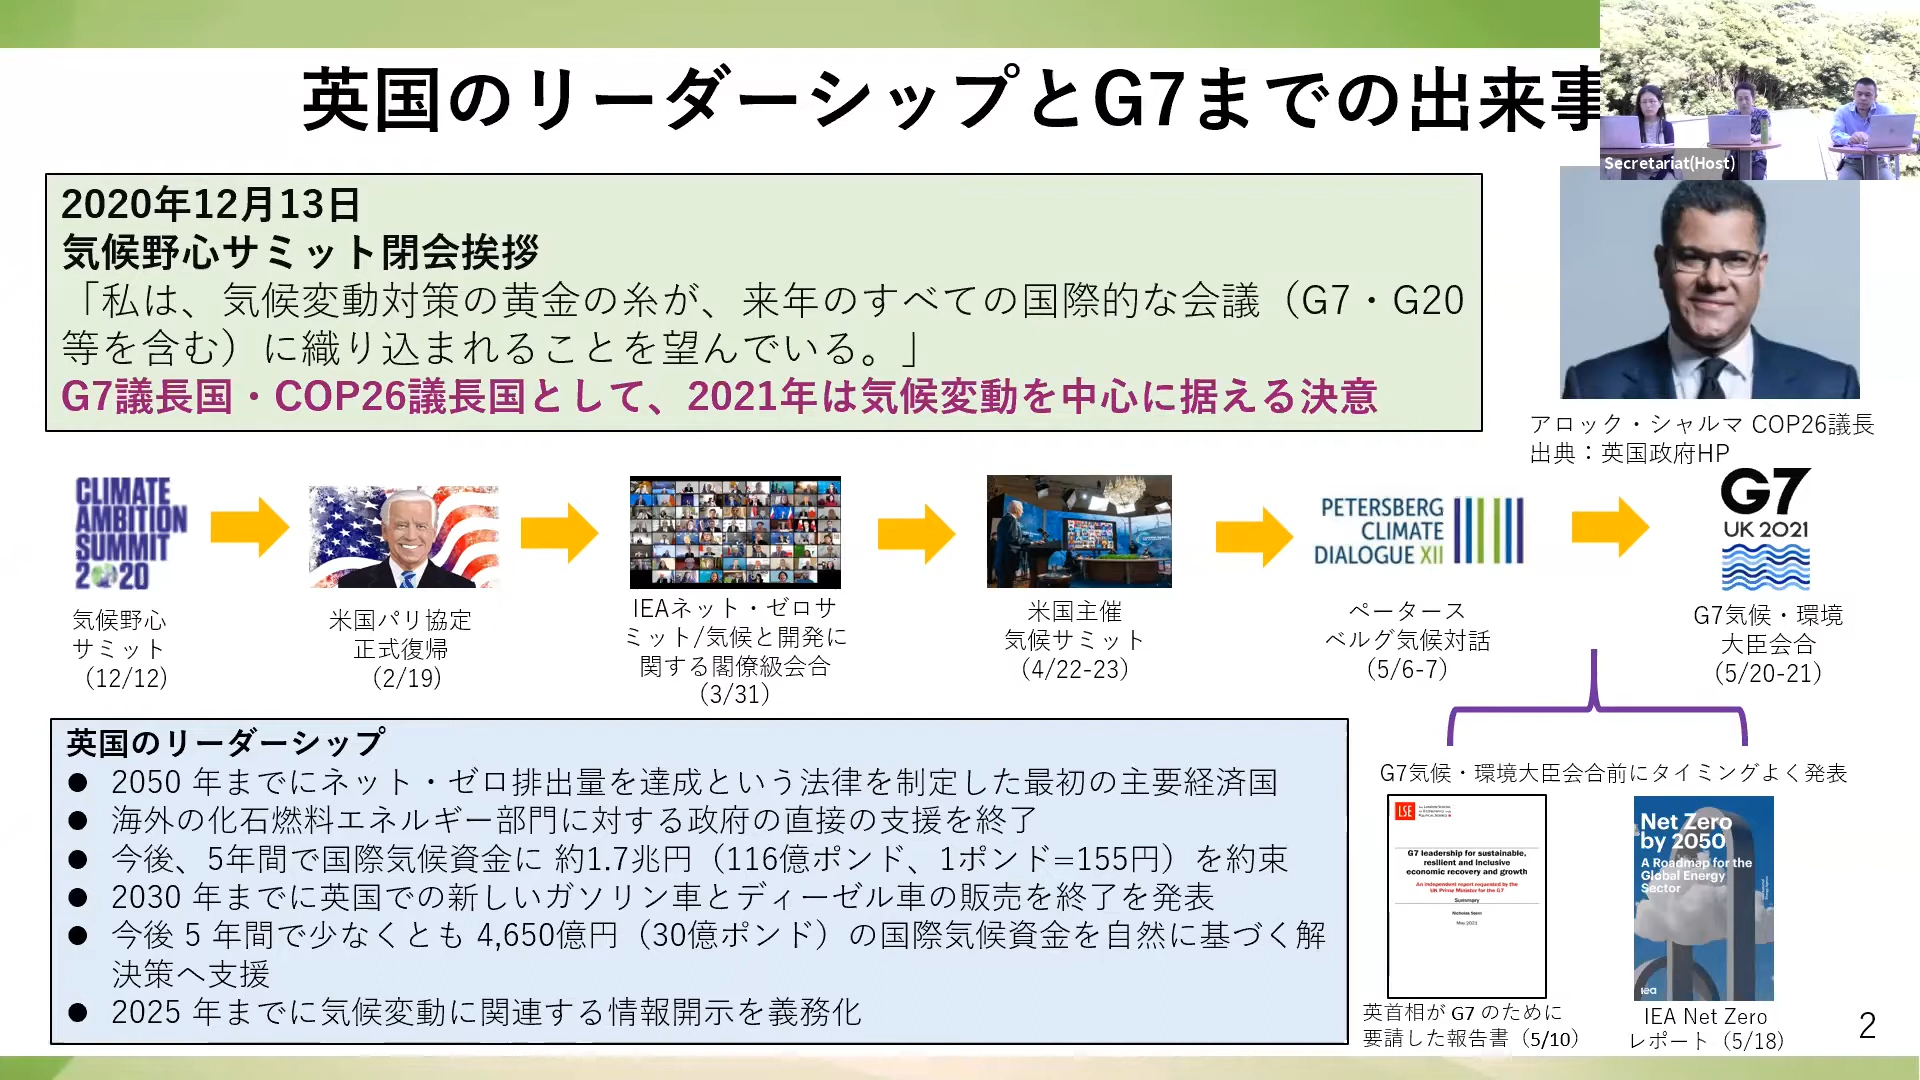 英国のリーダーシップとG7までの出来事
Secretariat(Host)
2020年12月13日
気候野心サミット閉会挨拶
「私は、気候変動対策の黄金の糸が、来年のすべての国際的な会議（G7・G20
等を含む）に織り込まれることを望んでいる。」
G7議長国・COP26議長国として、2021年は気候変動を中心に据える決意
アロック・シャルマ COP26議長
出典：英国政府HP
CLIMATE
AMBITION
SUMMIT
2020
気候野心
サミット
（12/12）
米国パリ協定
正式復帰
（2/19）
IEAネット・ゼロサ
ミット/気候と開発に
関する閣僚級会合
（3/31）
米国主催
気候サミット
（4/22-23）
PETERSBERG
CLIMATE
DIALOGUE XII
ペータース
ベルグ気候対話
（5/6-7）
G7
UK 2021
G7気候・環境
大臣会合
（5/20-21）
英国のリーダーシップ
● 2050 年までにネット・ゼロ排出量を達成という法律を制定した最初の主要経済国
● 海外の化石燃料エネルギー部門に対する政府の直接の支援を終了
● 今後、5年間で国際気候資金に 約1.7兆円（116億ポンド、1ポンド=155円）を約束
● 2030 年までに英国での新しいガソリン車とディーゼル車の販売を終了を発表
● 今後 5 年間で少なくとも 4,650億円（30億ポンド）の国際気候資金を自然に基づく解
決策へ支援
● 2025 年までに気候変動に関連する情報開示を義務化
G7気候・環境大臣会合前にタイミングよく発表
LSE
G7 leadership for sustainable,
resilient and inclusive
economic recovery and growth
An independent report requested by the
UK Prime Minister for the G7
Summary
Nicholas Stern
May 2021
英首相が G7 のために
要請した報告書（5/10）
Net Zero
by 2050
A Roadmap for the
Global Energy
Sector
iea
IEA Net Zero
レポート（5/18）
2